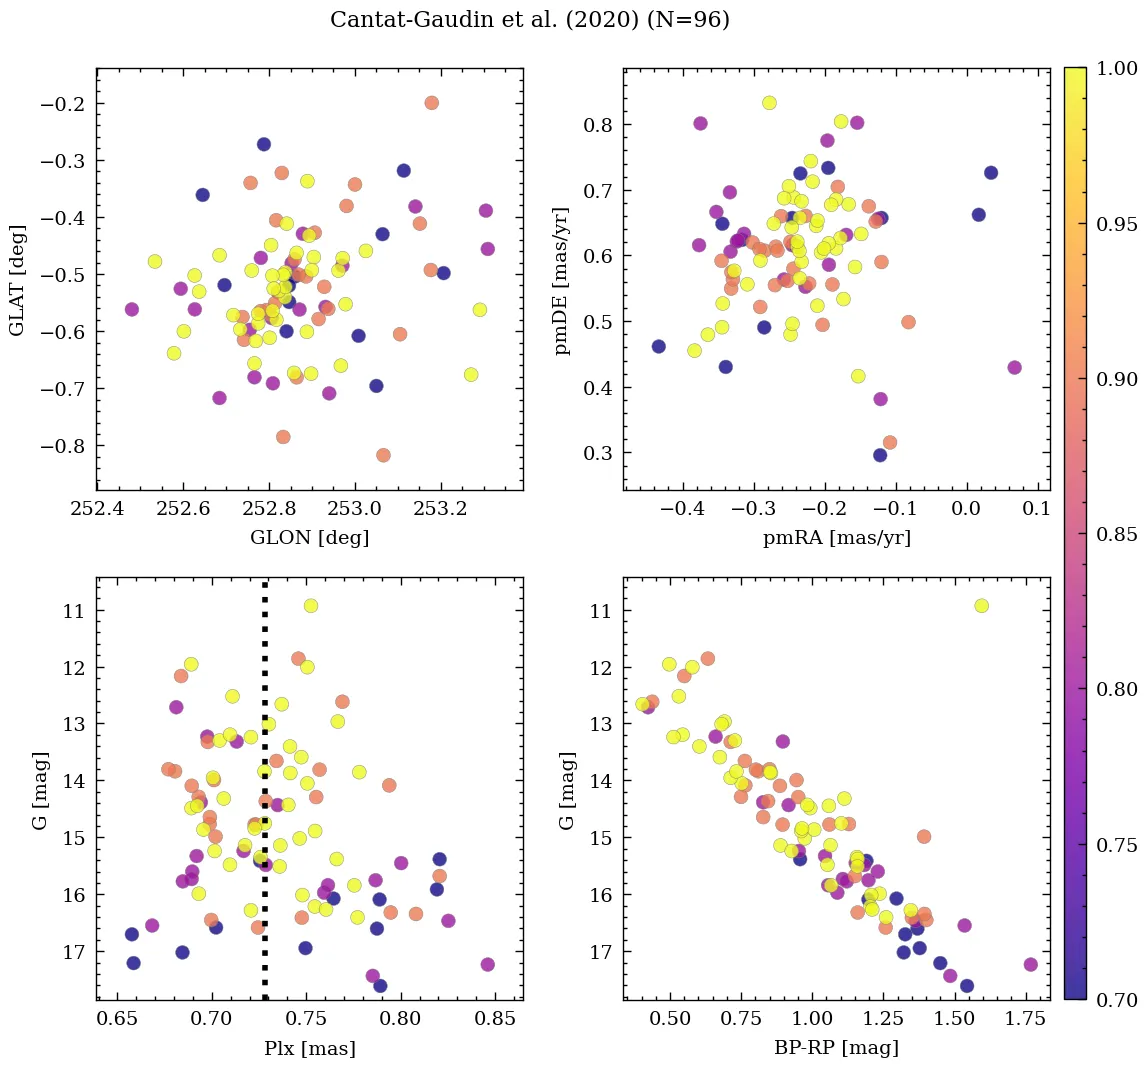 Cantat-Gaudin et al. (2020) (N=96)
GLAT [deg]
−0.2
−0.3
−0.4
−0.5
−0.6
−0.7
−0.8
252.4 252.6 252.8 253.0 253.2
GLON [deg]
pmDE [mas/yr]
0.8
0.7
0.6
0.5
0.4
0.3
−0.4 −0.3 −0.2 −0.1 0.0 0.1
pmRA [mas/yr]
G [mag]
11
12
13
14
15
16
17
0.65 0.70 0.75 0.80 0.85
Plx [mas]
G [mag]
11
12
13
14
15
16
17
0.50 0.75 1.00 1.25 1.50 1.75
BP-RP [mag]
1.00
0.95
0.90
0.85
0.80
0.75
0.70